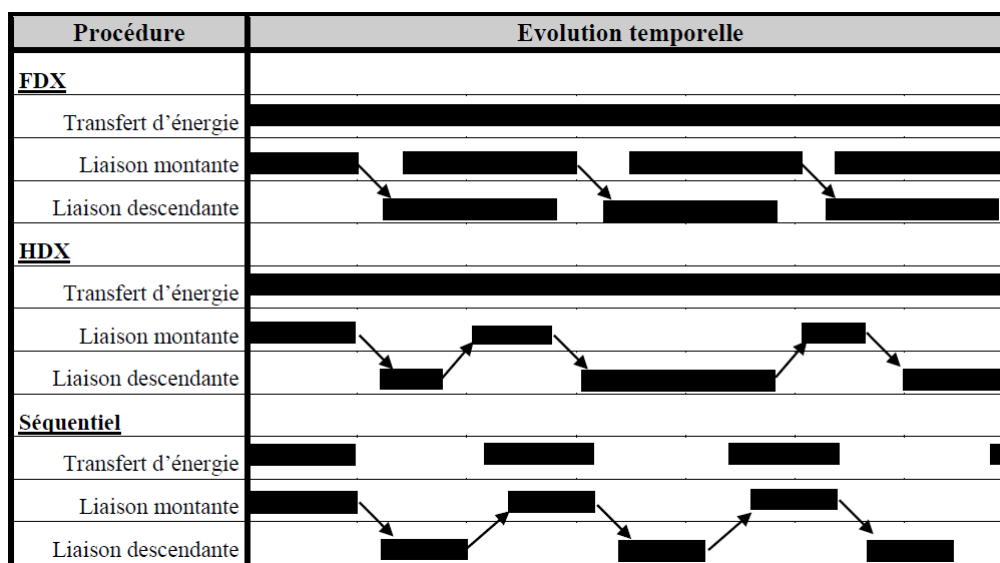 Procédure
Evolution temporelle
FDX
Transfert d’énergie
Liaison montante
Liaison descendante
HDX
Transfert d’énergie
Liaison montante
Liaison descendante
Séquentiel
Transfert d’énergie
Liaison montante
Liaison descendante